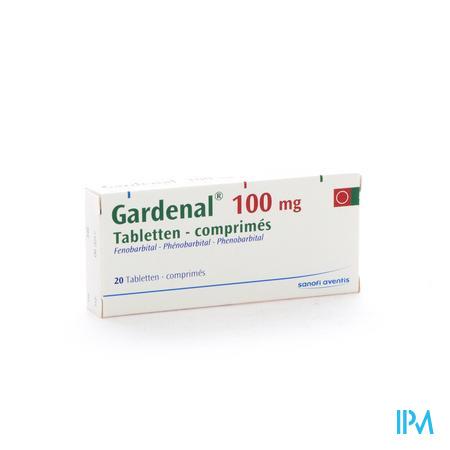 Gardenal® 100 mg
Tabletten - comprimés
Fenobarbital - Phénobarbital - Phenobarbital
20 Tabletten - comprimés
sanofi aventis
IPM